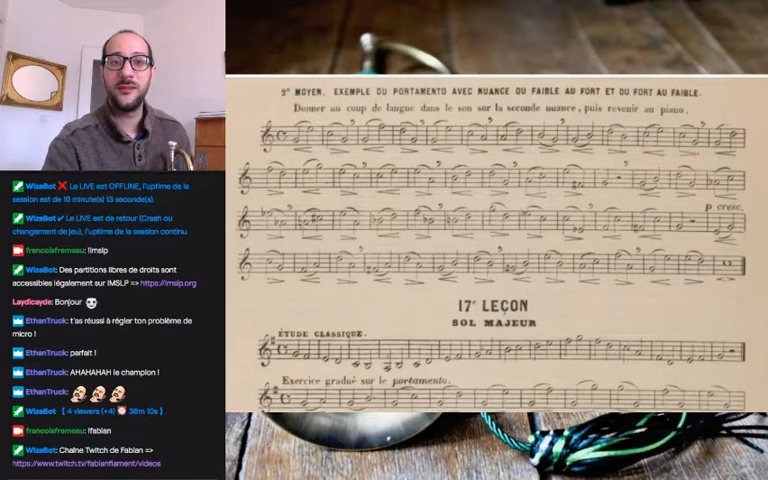 2e MOYEN. EXEMPLE DU PORTAMENTO AVEC NUANCE DU FAIBLE AU FORT ET DU FORT AU FAIBLE.
Donner un coup de langue dans le son sur la seconde nuance, puis revenir au piano.
p cresc.
17e LEÇON
SOL MAJEUR
ÉTUDE CLASSIQUE.
Exercice gradué sur le portamento.
WizeBot ❌ Le LIVE est OFFLINE, l'uptime de la
session est de 10 minute(s) 13 seconde(s).
WizeBot ✔ Le LIVE est de retour (Crash ou
changement de jeu), l'uptime de la session continu.
francoisfremeau: !imslp
WizeBot: Des partitions libres de droits sont
accessibles légalement sur IMSLP => https://imslp.org
Laydicayde: Bonjour
EthanTruck: t'as réussi à régler ton problème de
micro !
EthanTruck: parfait !
EthanTruck: AHAHAHAH le champion !
EthanTruck:
WizeBot [ 4 viewers (+4) ⏰ 38m 10s ]
francoisfremeau: !fabian
WizeBot: Chaîne Twitch de Fabian =>
https://www.twitch.tv/fabianflament/videos